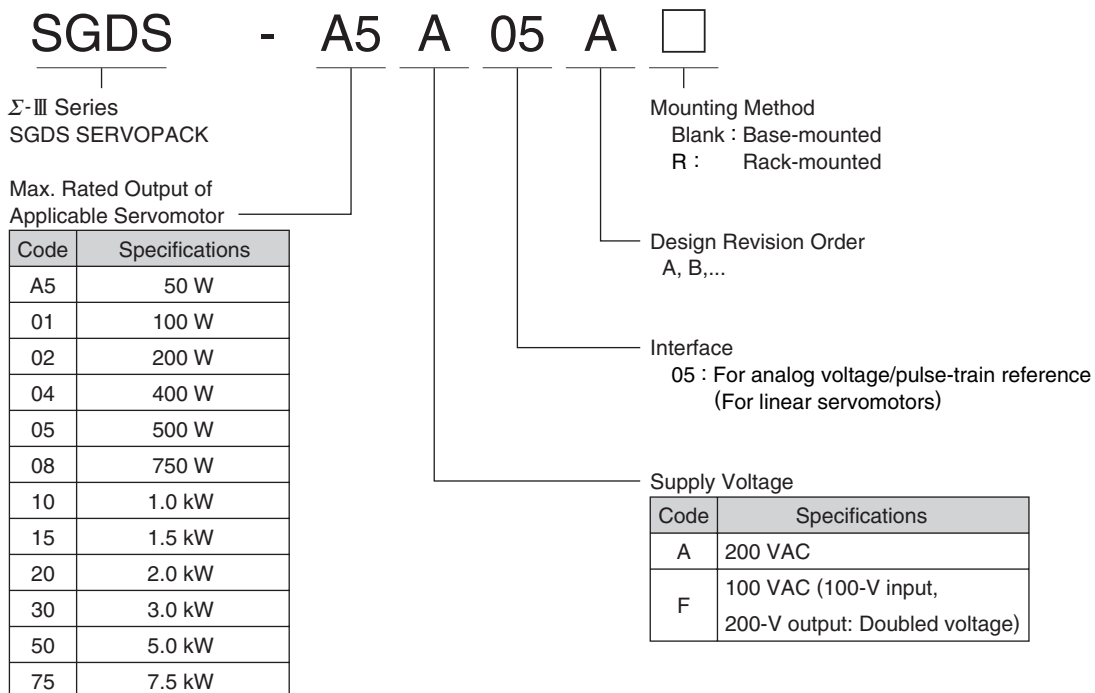 SGDS - A5 A 05 A □
Σ-Ⅲ Series
SGDS SERVOPACK
Max. Rated Output of
Applicable Servomotor
Code Specifications
A5 50 W
01 100 W
02 200 W
04 400 W
05 500 W
08 750 W
10 1.0 kW
15 1.5 kW
20 2.0 kW
30 3.0 kW
50 5.0 kW
75 7.5 kW
Mounting Method
Blank : Base-mounted
R : Rack-mounted
Design Revision Order
A, B,...
Interface
05 : For analog voltage/pulse-train reference
(For linear servomotors)
Supply Voltage
Code Specifications
A 200 VAC
F 100 VAC (100-V input,
200-V output: Doubled voltage)